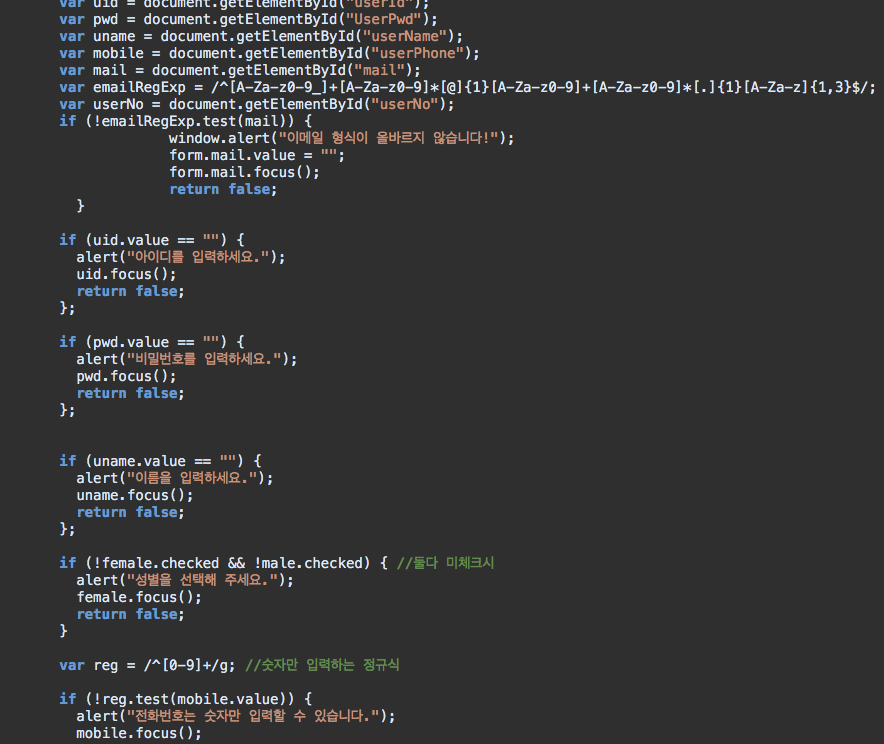 var uid = document.getElementById("userId");
var pwd = document.getElementById("UserPwd");
var uname = document.getElementById("userName");
var mobile = document.getElementById("userPhone");
var mail = document.getElementById("mail");
var emailRegExp = /^[A-Za-z0-9_]+[A-Za-z0-9]*[@]{1}[A-Za-z0-9]+[A-Za-z0-9]*[.]{1}[A-Za-z]{1,3}$/;
var userNo = document.getElementById("userNo");
if (!emailRegExp.test(mail)) {
window.alert("이메일 형식이 올바르지 않습니다!");
form.mail.value = "";
form.mail.focus();
return false;
}
if (uid.value == "") {
alert("아이디를 입력하세요.");
uid.focus();
return false;
};
if (pwd.value == "") {
alert("비밀번호를 입력하세요.");
pwd.focus();
return false;
};
if (uname.value == "") {
alert("이름을 입력하세요.");
uname.focus();
return false;
};
if (!female.checked && !male.checked) { //둘다 미체크시
alert("성별을 선택해 주세요.");
female.focus();
return false;
}
var reg = /^[0-9]+/g; //숫자만 입력하는 정규식
if (!reg.test(mobile.value)) {
alert("전화번호는 숫자만 입력할 수 있습니다.");
mobile.focus();